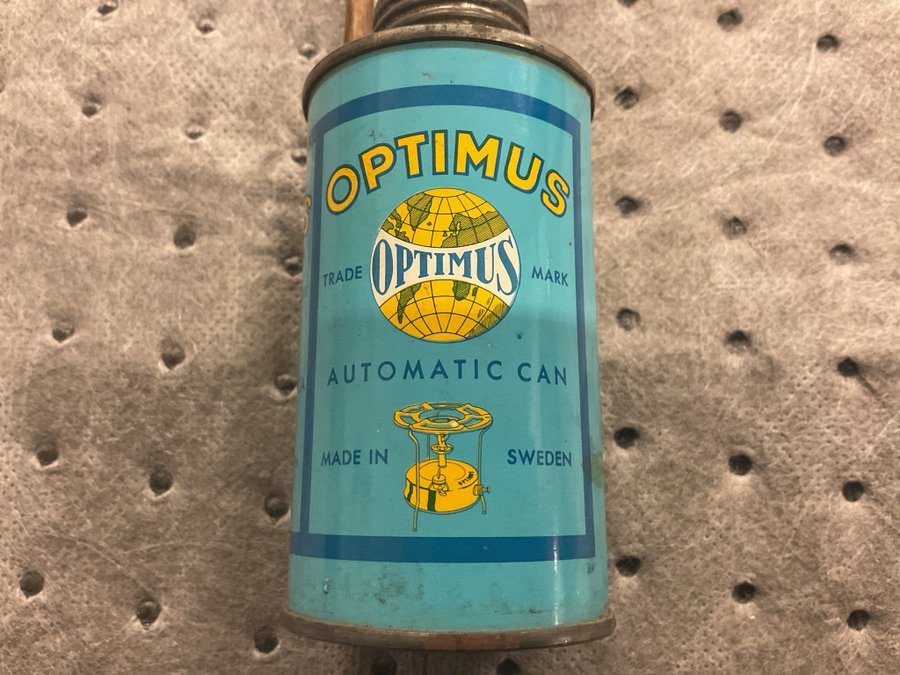 OPTIMUS
OPTIMUS
TRADE MARK
AUTOMATIC CAN
MADE IN SWEDEN